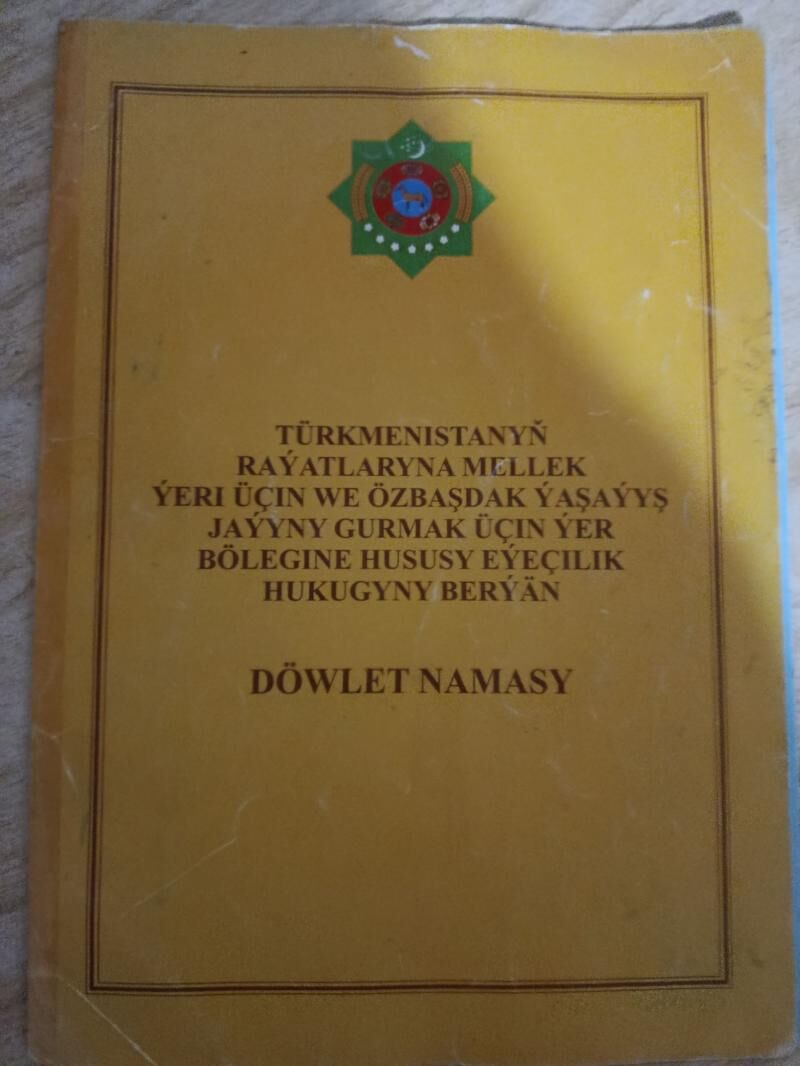 TÜRKMENISTANYŇ
RAÝATLARYNA MELLEK
ÝERI ÜÇIN WE ÖZBAŞDAK ÝAŞAÝYŞ
JAÝYNY GURMAK ÜÇIN ÝER
BÖLEGINE HUSUSY EÝEÇILIK
HUKUGYNY BERÝÄN
DÖWLET NAMASY